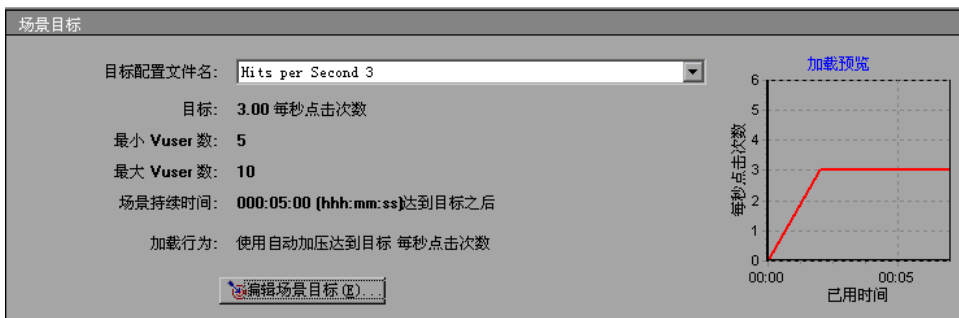 场景目标
目标配置文件名: Hits per Second 3
目标: 3.00 每秒点击次数
最小 Vuser 数: 5
最大 Vuser 数: 10
场景持续时间: 000:05:00 (hhh:mm:ss)达到目标之后
加载行为: 使用自动加压达到目标 每秒点击次数
编辑场景目标(E)...
加载预览
每秒点击次数
6
5
4
3
2
1
0
00:00 00:05
已用时间